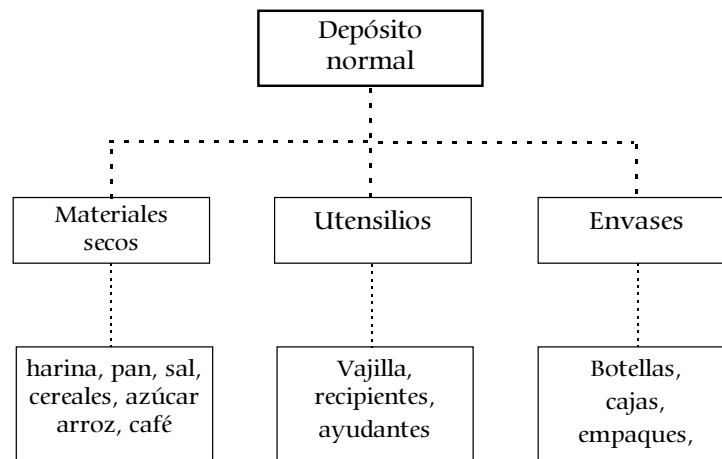 Depósito
normal
Materiales
secos
Utensilios
Envases
harina, pan, sal,
cereales, azúcar
arroz, café
Vajilla,
recipientes,
ayudantes
Botellas,
cajas,
empaques,